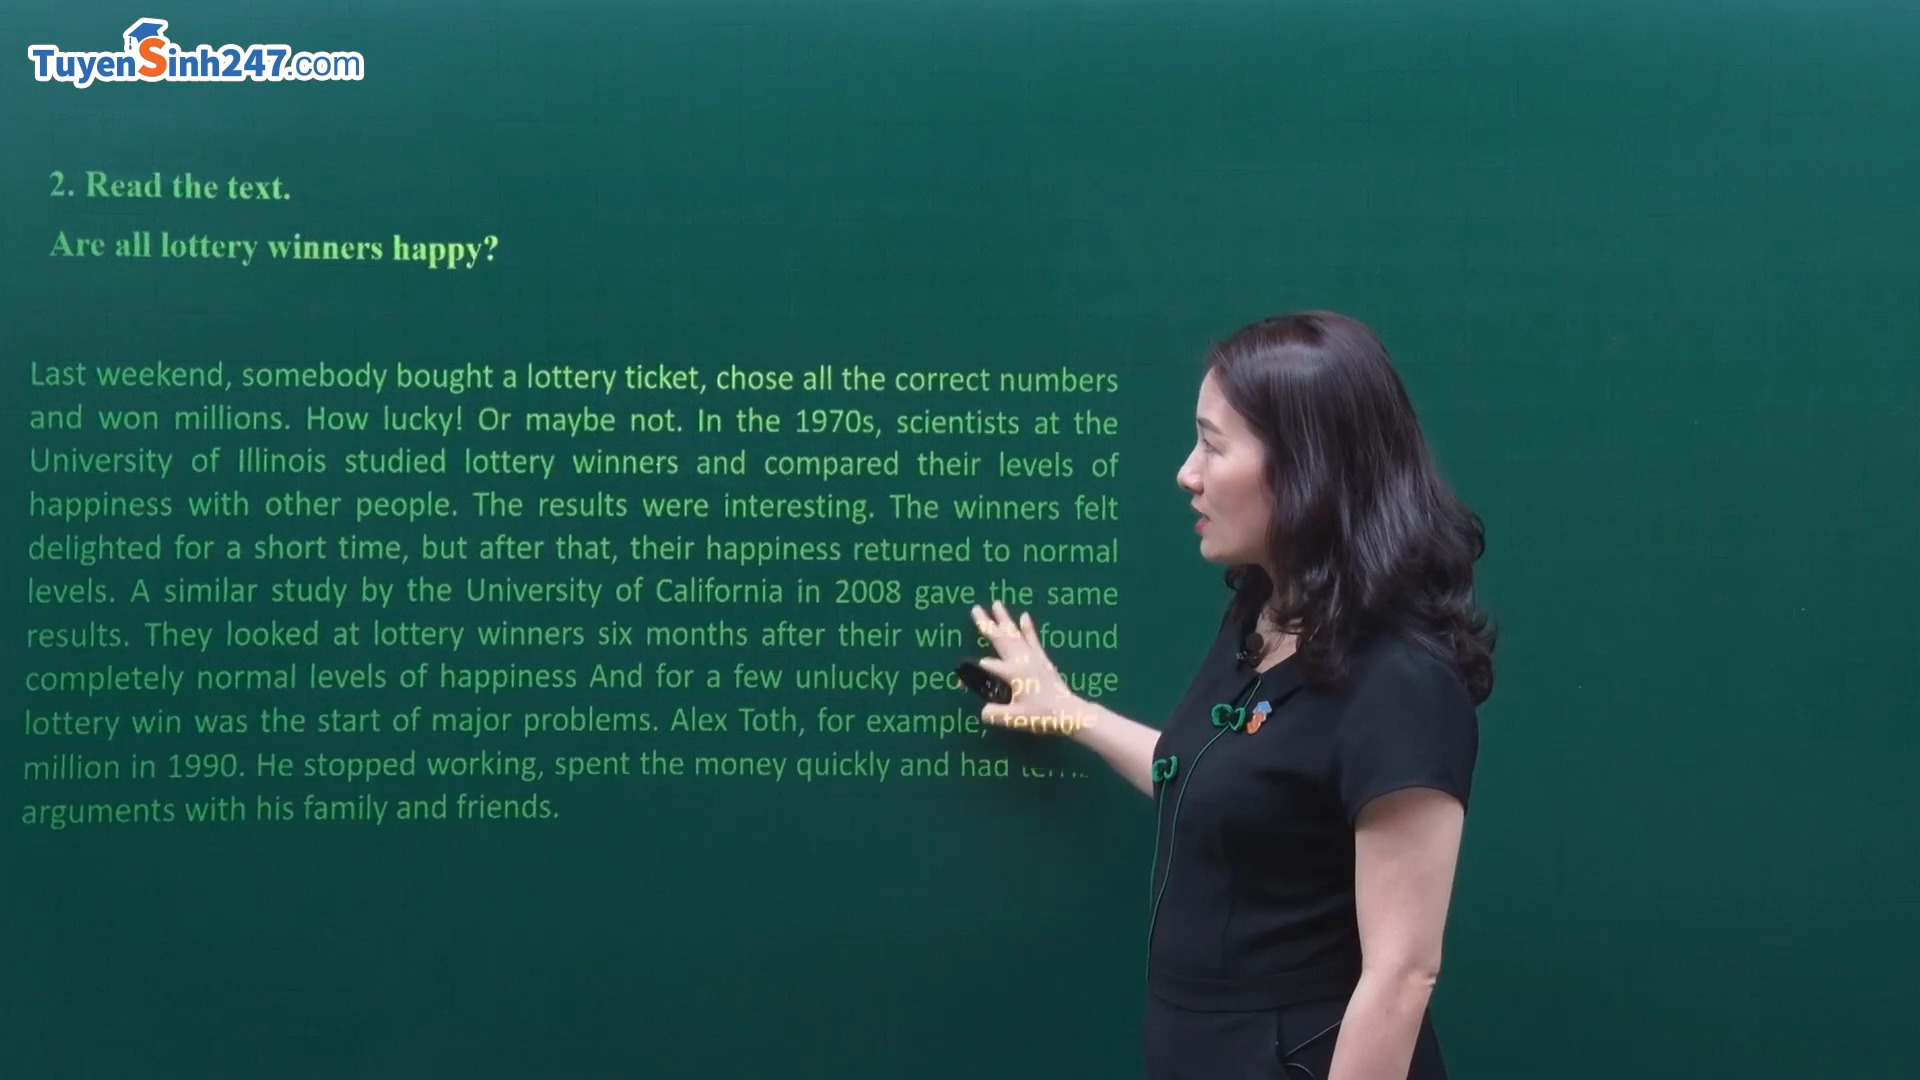 TuyenSinh247.com
2. Read the text.
Are all lottery winners happy?
Last weekend, somebody bought a lottery ticket, chose all the correct numbers
and won millions. How lucky! Or maybe not. In the 1970s, scientists at the
University of Illinois studied lottery winners and compared their levels of
happiness with other people. The results were interesting. The winners felt
delighted for a short time, but after that, their happiness returned to normal
levels. A similar study by the University of California in 2008 gave the same
results. They looked at lottery winners six months after their win found
completely normal levels of happiness And for a few unlucky
lottery win was the start of major problems. Alex Toth, for example,
million in 1990. He stopped working, spent the money quickly and had
arguments with his family and friends.